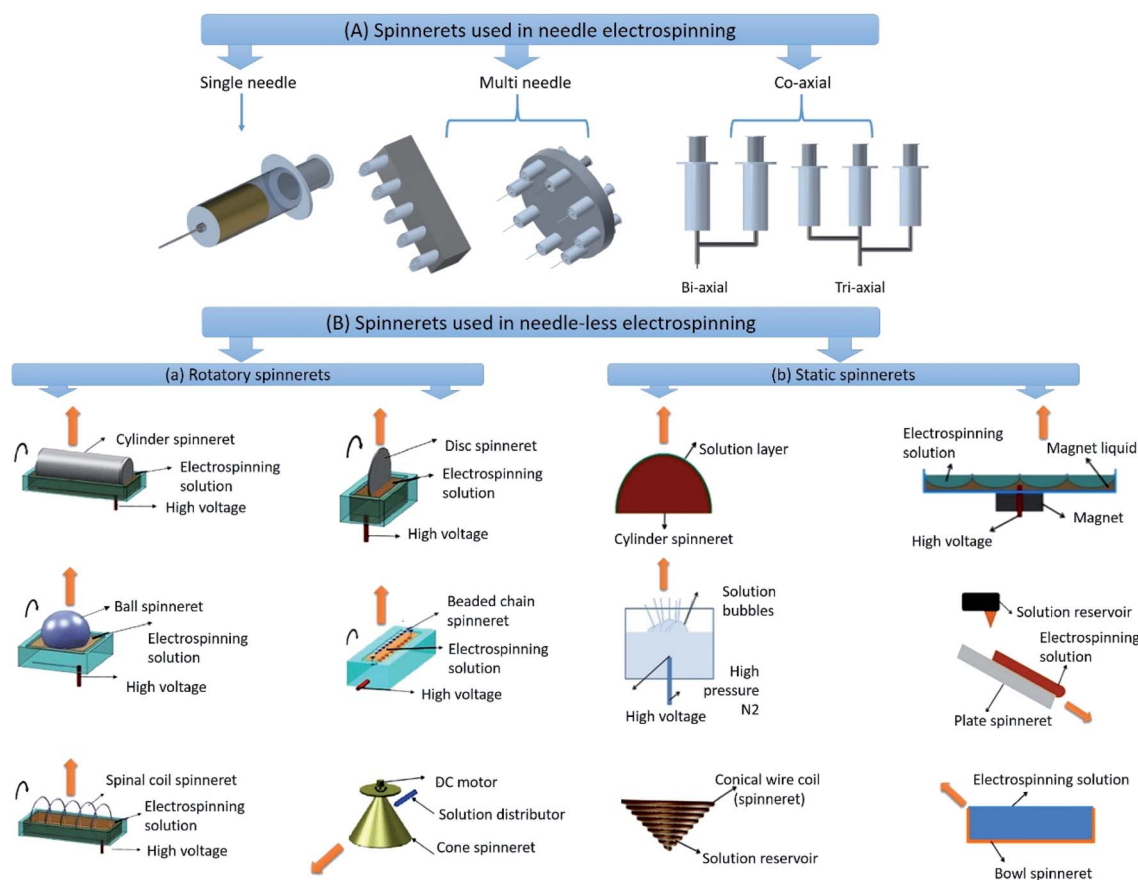 (A) Spinnerets used in needle electrospinning
Single needle
Multi needle
Co-axial
Bi-axial
Tri-axial
(B) Spinnerets used in needle-less electrospinning
(a) Rotatory spinnerets
(b) Static spinnerets
Cylinder spinneret
Electrospinning
solution
High voltage
Disc spinneret
Electrospinning
solution
High voltage
Solution layer
Cylinder spinneret
Electrospinning
solution
Magnet liquid
Magnet
High voltage
Ball spinneret
Electrospinning
solution
High voltage
Beaded chain
spinneret
Electrospinning
solution
High voltage
Solution
bubbles
High
pressure
N2
High voltage
Solution reservoir
Electrospinning
solution
Plate spinneret
Spinal coil spinneret
Electrospinning
solution
High voltage
DC motor
Solution distributor
Cone spinneret
Conical wire coil
(spinneret)
Solution reservoir
Electrospinning solution
Bowl spinneret